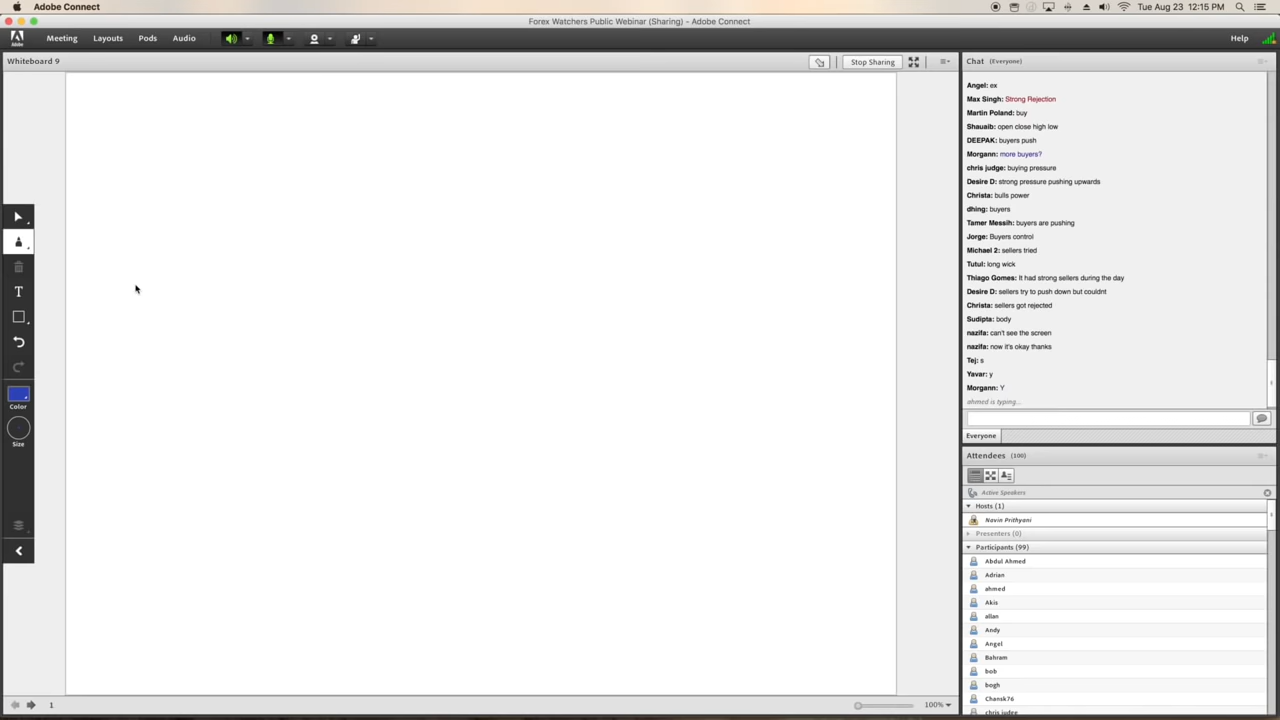 Adobe Connect
Tue Aug 23 12:15 PM
Forex Watchers Public Webinar (Sharing) - Adobe Connect
Adobe
Meeting
Layouts
Pods
Audio
Help
Whiteboard 9
Stop Sharing
T
Color
Size
1
100%
Chat (Everyone)
Angel: ex
Max Singh: Strong Rejection
Martin Poland: buy
Shauaib: open close high low
DEEPAK: buyers push
Morgann: more buyers?
chris judge: buying pressure
Desire D: strong pressure pushing upwards
Christa: bulls power
dhing: buyers
Tamer Messih: buyers are pushing
Jorge: Buyers control
Michael 2: sellers tried
Tutul: long wick
Thiago Gomes: It had strong sellers during the day
Desire D: sellers try to push down but couldnt
Christa: sellers got rejected
Sudipta: body
nazifa: can't see the screen
nazifa: now it's okay thanks
Tej: s
Yavar: y
Morgann: Y
ahmed is typing...
Everyone
Attendees (100)
Active Speakers
Hosts (1)
Navin Prithyani
Presenters (0)
Participants (99)
Abdul Ahmed
Adrian
ahmed
Akis
allan
Andy
Angel
Bahram
bob
bogh
Chansk76
chris judge